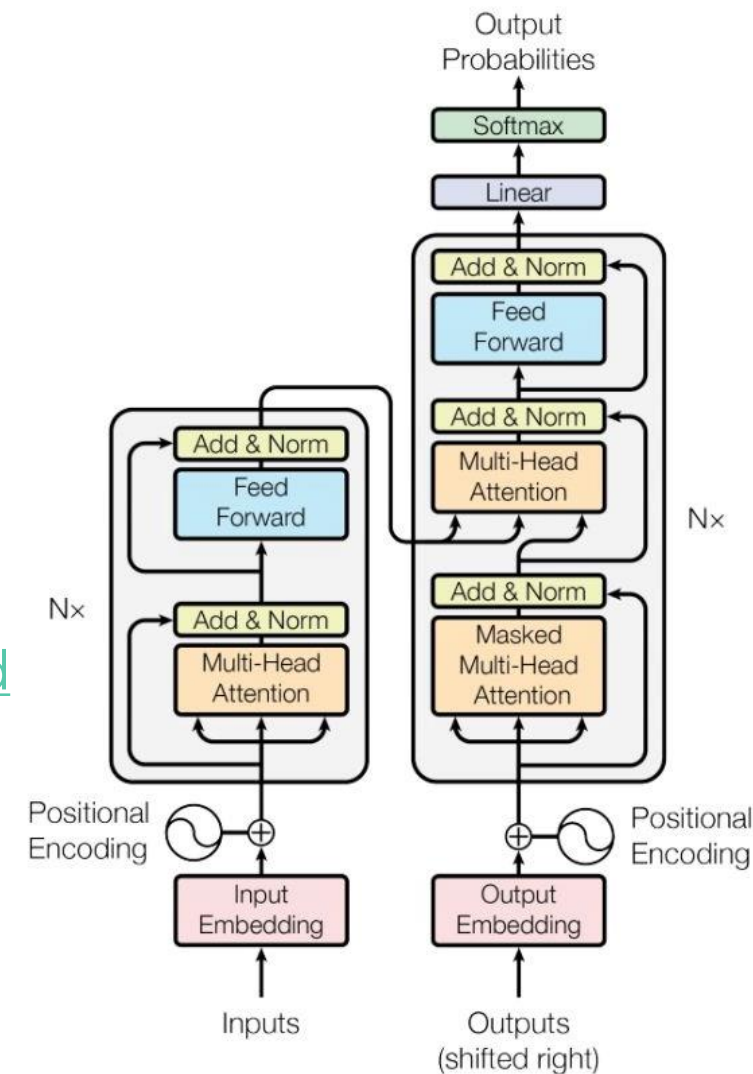 Output
Probabilities
Softmax
Linear
Add & Norm
Feed
Forward
Add & Norm
Multi-Head
Attention
Add & Norm
Masked
Multi-Head
Attention
Nx
Positional
Encoding
Output
Embedding
Outputs
(shifted right)
Add & Norm
Feed
Forward
Add & Norm
Multi-Head
Attention
Nx
Positional
Encoding
Input
Embedding
Inputs
d